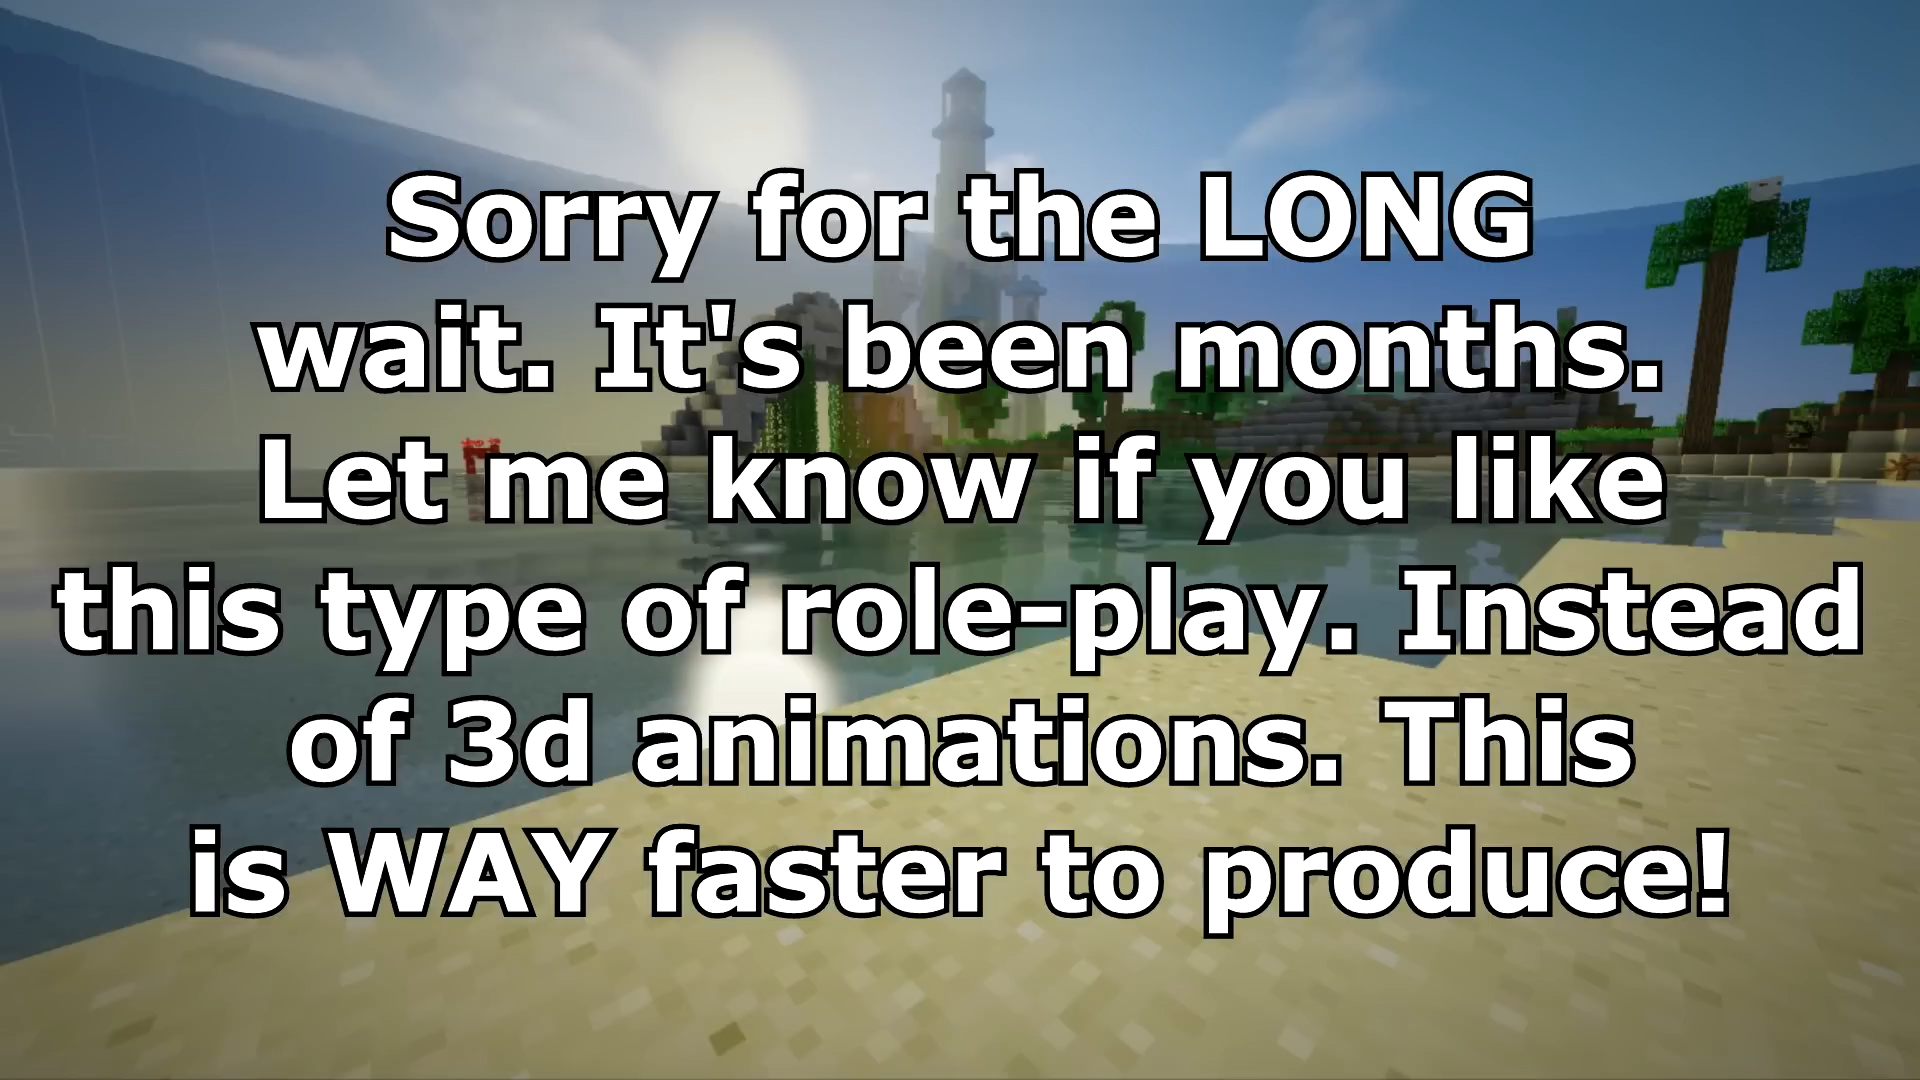 Sorry for the LONG
wait. It's been months.
Let me know if you like
this type of role-play. Instead
of 3d animations. This
is WAY faster to produce!